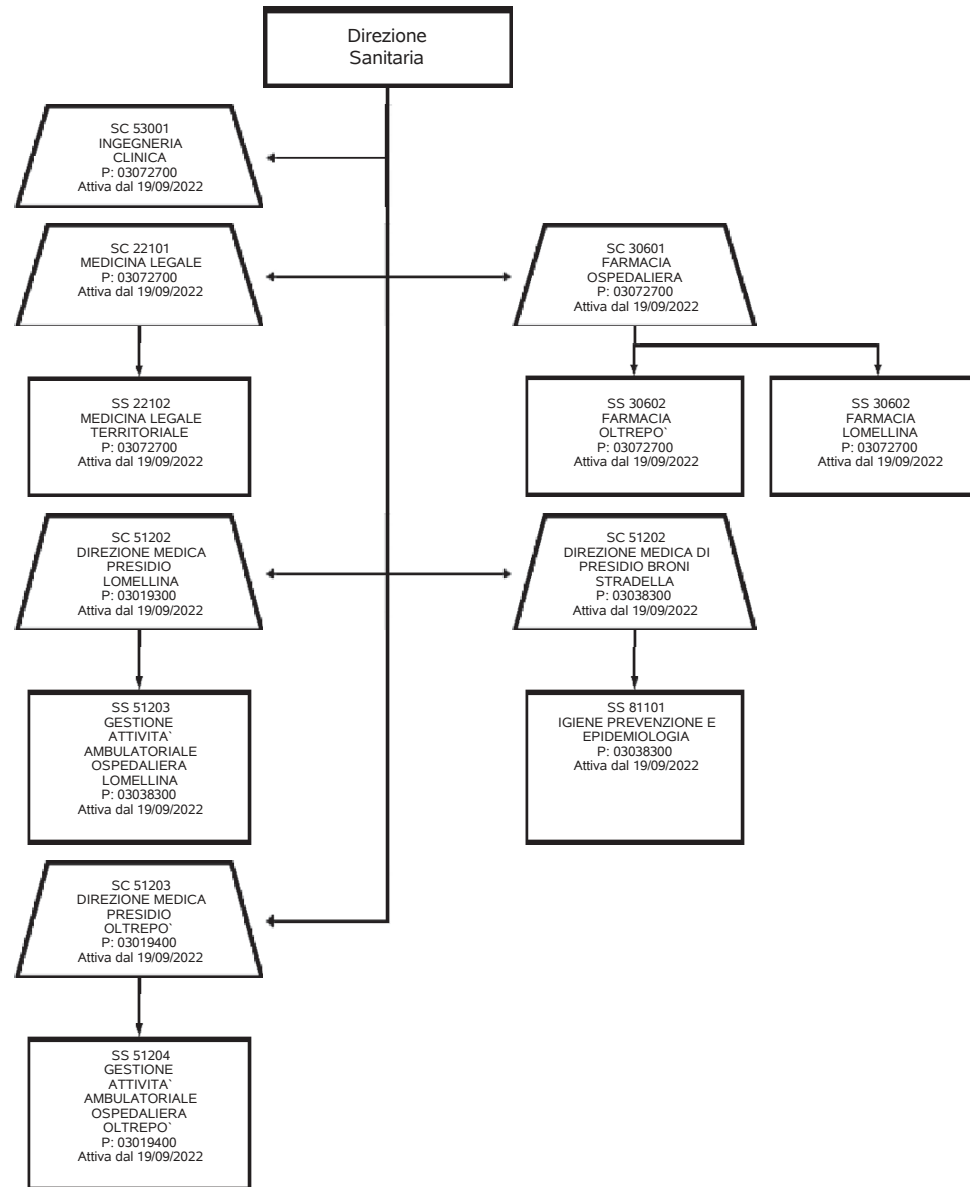 Direzione
Sanitaria
SC 53001
INGEGNERIA
CLINICA
P: 03072700
Attiva dal 19/09/2022
SC 22101
MEDICINA LEGALE
P: 03072700
Attiva dal 19/09/2022
SC 30601
FARMACIA
OSPEDALIERA
P: 03072700
Attiva dal 19/09/2022
SS 22102
MEDICINA LEGALE
TERRITORIALE
P: 03072700
Attiva dal 19/09/2022
SS 30602
FARMACIA
OLTREPO`
P: 03072700
Attiva dal 19/09/2022
SS 30602
FARMACIA
LOMELLINA
P: 03072700
Attiva dal 19/09/2022
SC 51202
DIREZIONE MEDICA
PRESIDIO
LOMELLINA
P: 03019300
Attiva dal 19/09/2022
SC 51202
DIREZIONE MEDICA DI
PRESIDIO BRONI
STRADELLA
P: 03038300
Attiva dal 19/09/2022
SS 51203
GESTIONE
ATTIVITA`
AMBULATORIALE
OSPEDALIERA
LOMELLINA
P: 03038300
Attiva dal 19/09/2022
SS 81101
IGIENE PREVENZIONE E
EPIDEMIOLOGIA
P: 03038300
Attiva dal 19/09/2022
SC 51203
DIREZIONE MEDICA
PRESIDIO
OLTREPO`
P: 03019400
Attiva dal 19/09/2022
SS 51204
GESTIONE
ATTIVITA`
AMBULATORIALE
OSPEDALIERA
OLTREPO`
P: 03019400
Attiva dal 19/09/2022